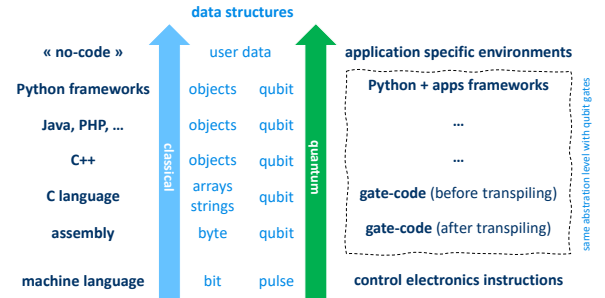 data structures
« no-code » user data application specific environments
Python frameworks objects qubit Python + apps frameworks
Java, PHP, ... objects qubit ...
C++ objects qubit ...
C language arrays strings qubit gate-code (before transpiling)
assembly byte qubit gate-code (after transpiling)
machine language bit pulse control electronics instructions
classical
quantum
same abstration level with qubit gates